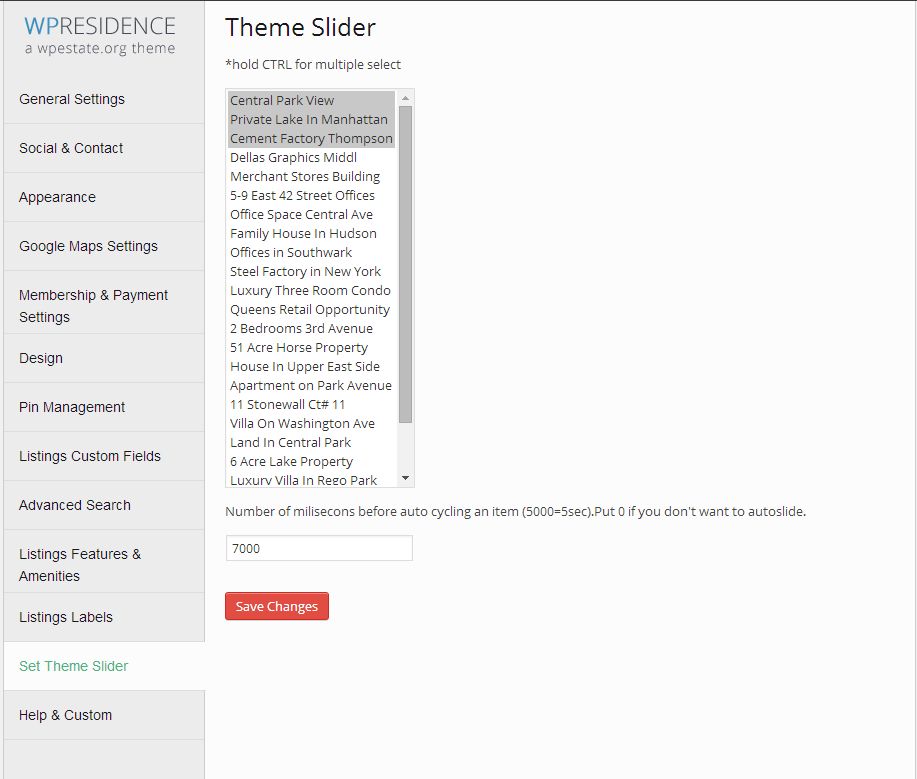 WPRESIDENCE
a wpestate.org theme
General Settings
Social & Contact
Appearance
Google Maps Settings
Membership & Payment
Settings
Design
Pin Management
Listings Custom Fields
Advanced Search
Listings Features &
Amenities
Listings Labels
Set Theme Slider
Help & Custom
Theme Slider
*hold CTRL for multiple select
Central Park View
Private Lake In Manhattan
Cement Factory Thompson
Dellas Graphics Middl
Merchant Stores Building
5-9 East 42 Street Offices
Office Space Central Ave
Family House In Hudson
Offices in Southwark
Steel Factory in New York
Luxury Three Room Condo
Queens Retail Opportunity
2 Bedrooms 3rd Avenue
51 Acre Horse Property
House In Upper East Side
Apartment on Park Avenue
11 Stonewall Ct# 11
Villa On Washington Ave
Land In Central Park
6 Acre Lake Property
Luxury Villa In Rego Park
Number of milisecons before auto cycling an item (5000=5sec).Put 0 if you don't want to autoslide.
7000
Save Changes